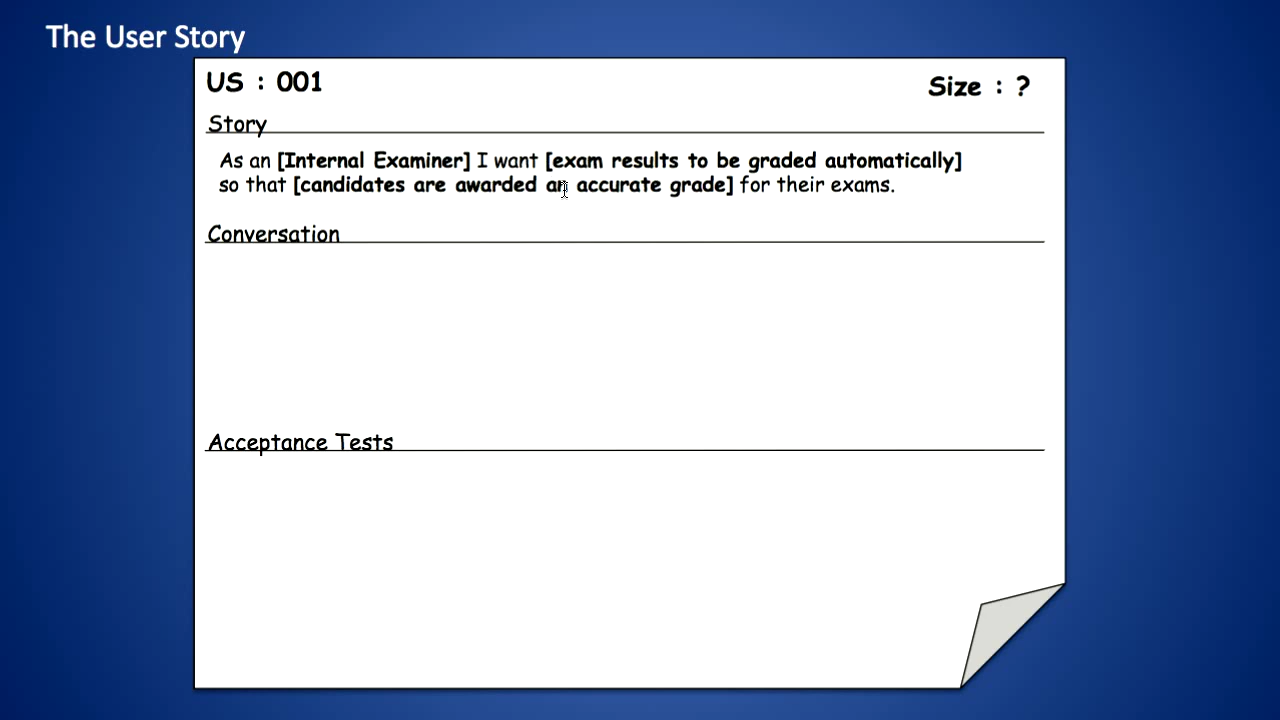 The User Story
US : 001
Size : ?
Story
As an [Internal Examiner] I want [exam results to be graded automatically]
so that [candidates are awarded an accurate grade] for their exams.
Conversation
Acceptance Tests